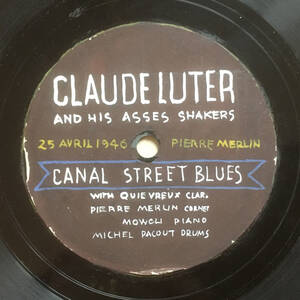 CLAUDE LUTER
AND HIS ASSES SHAKERS
25 AVRIL 1946 PIERRE MERLIN
CANAL STREET BLUES
WITH QUIEVREUX CLAR.
PIERRE MERLIN CORNET
MOWGLI PIANO
MICHEL PACOUT DRUMS